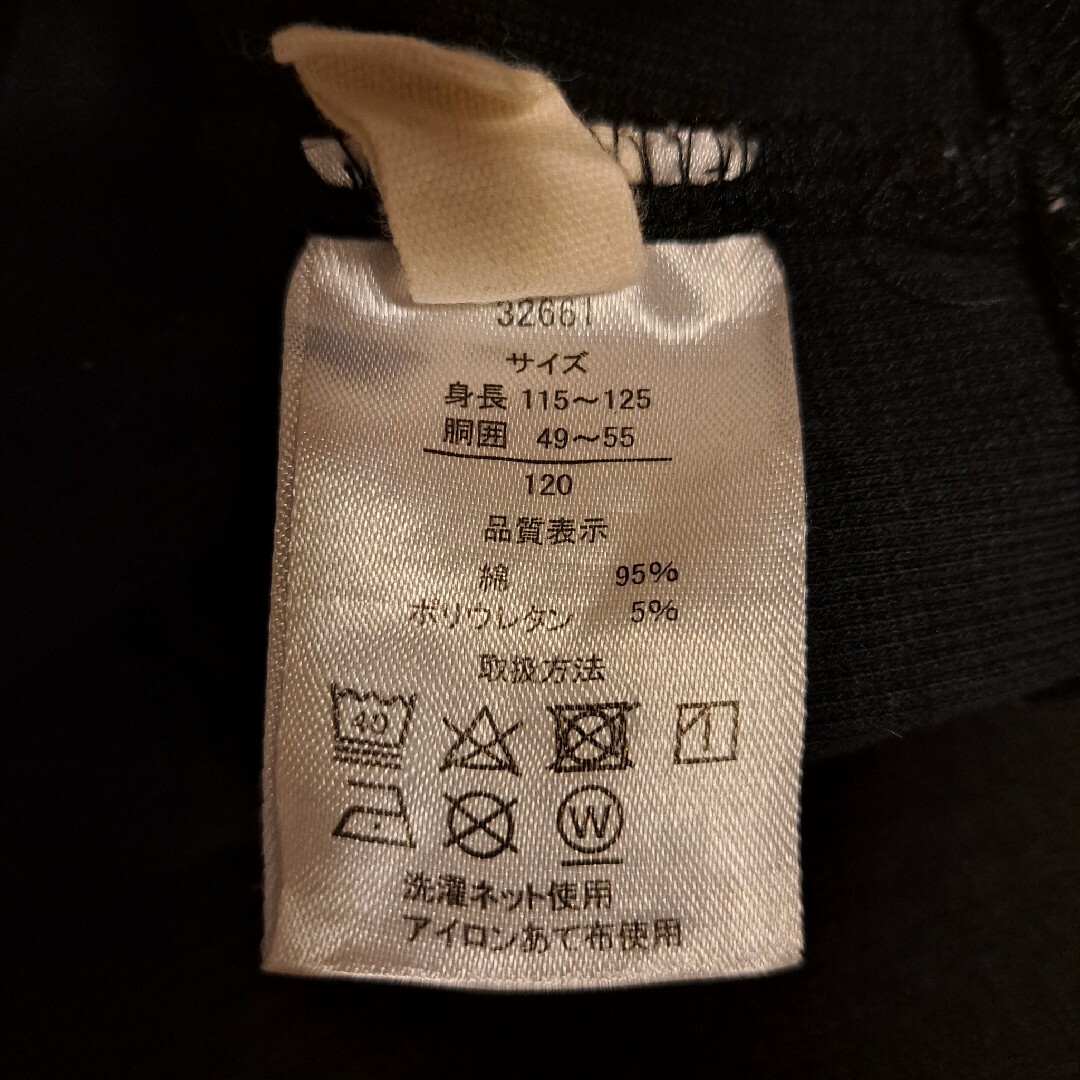 32661
サイズ
身長 115～125
胴囲 49～55
120
品質表示
綿 95%
ポリウレタン 5%
取扱方法
40
W
洗濯ネット使用
アイロンあて布使用